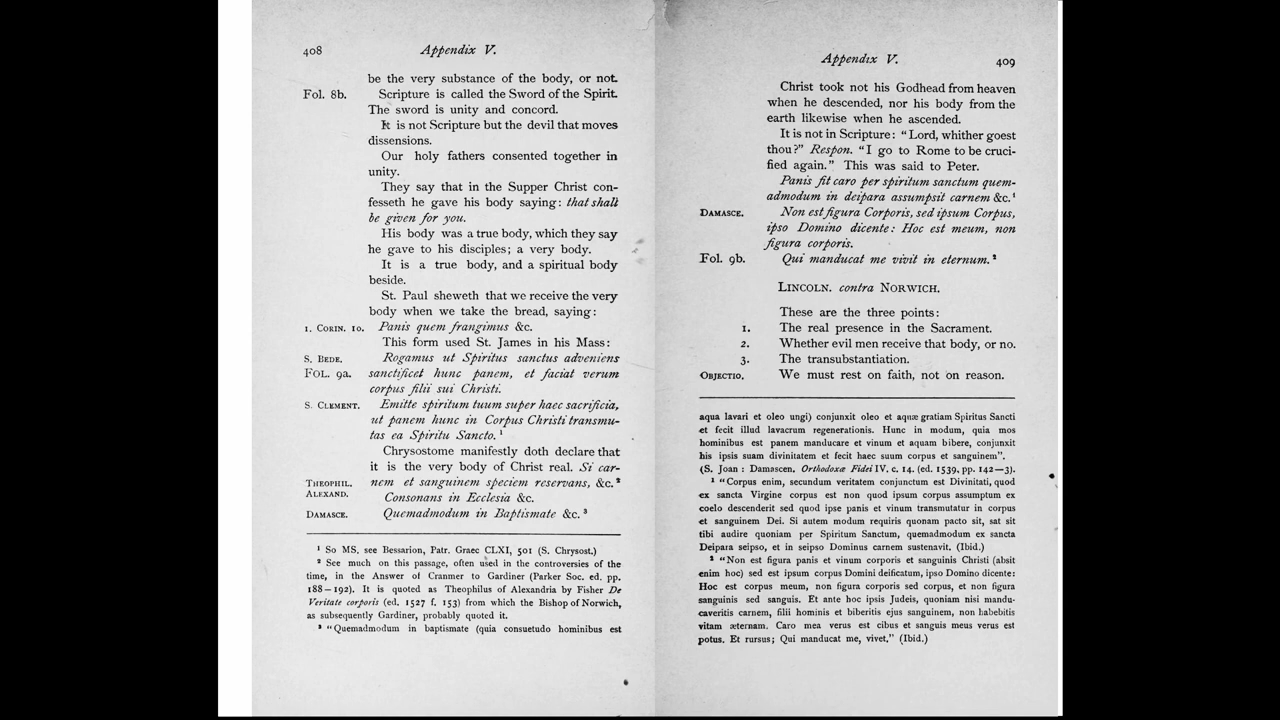 408
Appendix V.
be the very substance of the body, or not.
Fol. 8b. Scripture is called the Sword of the Spirit.
The sword is unity and concord.
It is not Scripture but the devil that moves
dissensions.
Our holy fathers consented together in
unity.
They say that in the Supper Christ con-
fesseth he gave his body saying: that shall
be given for you.
His body was a true body, which they say
he gave to his disciples; a very body.
It is a true body, and a spiritual body
beside.
St. Paul sheweth that we receive the very
body when we take the bread, saying:
1. CORIN. 10. Panis quem frangimus &c.
This form used St. James in his Mass:
S. BEDE. Rogamus ut Spiritus sanctus adveniens
FOL. 9a. sanctificet hunc panem, et faciat verum
corpus filii sui Christi.
S. CLEMENT. Emitte spiritum tuum super haec sacrificia,
ut panem hunc in Corpus Christi transmu-
tas ea Spiritu Sancto. ¹
Chrysostome manifestly doth declare that
it is the very body of Christ real. Si car-
THEOPHIL. nem et sanguinem speciem reservans, &c. ²
ALEXAND. Consonans in Ecclesia &c.
DAMASCE. Quemadmodum in Baptismate &c. ³
¹ So MS. see Bessarion, Patr. Graec CLXI, 501 (S. Chrysost.)
² See much on this passage, often used in the controversies of the
time, in the Answer of Cranmer to Gardiner (Parker Soc. ed. pp.
188—192). It is quoted as Theophilus of Alexandria by Fisher De
Veritate corporis (ed. 1527 f. 153) from which the Bishop of Norwich,
as subsequently Gardiner, probably quoted it.
³ "Quemadmodum in baptismate (quia consuetudo hominibus est
Appendix V.
409
Christ took not his Godhead from heaven
when he descended, nor his body from the
earth likewise when he ascended.
It is not in Scripture: "Lord, whither goest
thou?" Respon. "I go to Rome to be cruci-
fied again." This was said to Peter.
Panis fit caro per spiritum sanctum quem-
admodum in deipara assumpsit carnem &c. ¹
DAMASCE. Non est figura Corporis, sed ipsum Corpus,
ipso Domino dicente: Hoc est meum, non
figura corporis.
Fol. 9b. Qui manducat me vivit in eternum. ²
LINCOLN. contra NORWICH.
These are the three points:
1. The real presence in the Sacrament.
2. Whether evil men receive that body, or no.
3. The transubstantiation.
OBJECTIO. We must rest on faith, not on reason.
aqua lavari et oleo ungi) conjunxit oleo et aquæ gratiam Spiritus Sancti
et fecit illud lavacrum regenerationis. Hunc in modum, quia mos
hominibus est panem manducare et vinum et aquam bibere, conjunxit
his ipsis suam divinitatem et fecit haec suum corpus et sanguinem".
(S. Joan : Damascen. Orthodoxæ Fidei IV. c. 14. (ed. 1539, pp. 142—3).
¹ "Corpus enim, secundum veritatem conjunctum est Divinitati, quod
ex sancta Virgine corpus est non quod ipsum corpus assumptum ex
coelo descenderit sed quod ipse panis et vinum transmutatur in corpus
et sanguinem Dei. Si autem modum requiris quonam pacto sit, sat sit
tibi audire quoniam per Spiritum Sanctum, quemadmodum ex sancta
Deipara seipso, et in seipso Dominus carnem sustenavit. (Ibid.)
² "Non est figura panis et vinum corporis et sanguinis Christi (absit
enim hoc) sed est ipsum corpus Domini deificatum, ipso Domino dicente:
Hoc est corpus meum, non figura corporis sed corpus, et non figura
sanguinis sed sanguis. Et ante hoc ipsis Judeis, quoniam nisi mandu-
caveritis carnem, filii hominis et biberitis ejus sanguinem, non habebitis
vitam æternam. Caro mea verus est cibus et sanguis meus verus est
potus. Et rursus; Qui manducat me, vivet." (Ibid.)